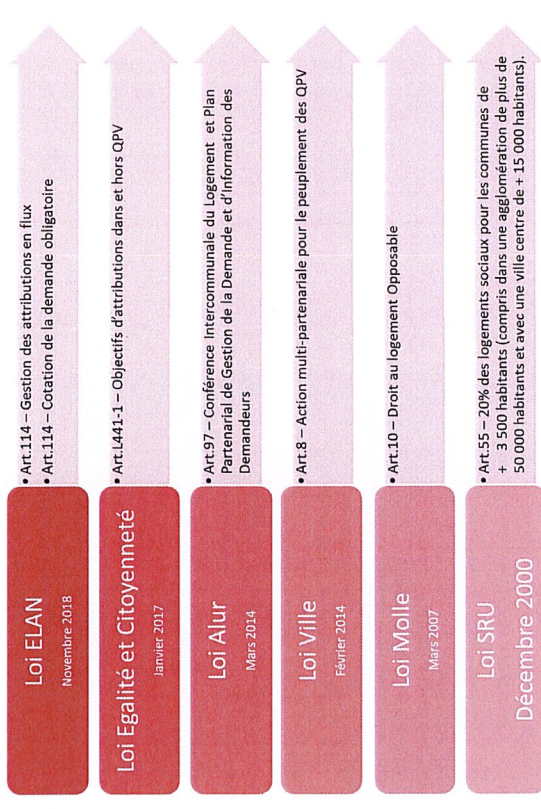 Loi ELAN
Novembre 2018
• Art.114 – Gestion des attributions en flux
• Art.114 – Cotation de la demande obligatoire
Loi Egalité et Citoyenneté
Janvier 2017
• Art.L441-1 – Objectifs d'attributions dans et hors QPV
Loi Alur
Mars 2014
• Art.97 – Conférence Intercommunale du Logement et Plan
Partenarial de Gestion de la Demande et d'Information des
Demandeurs
Loi Ville
Février 2014
• Art.8 – Action multi-partenariale pour le peuplement des QPV
Loi Molle
Mars 2007
• Art.10 – Droit au logement Opposable
Loi SRU
Décembre 2000
• Art.55 – 20% des logements sociaux pour les communes de
+ 3 500 habitants (compris dans une agglomération de plus de
50 000 habitants et avec une ville centre de + 15 000 habitants).